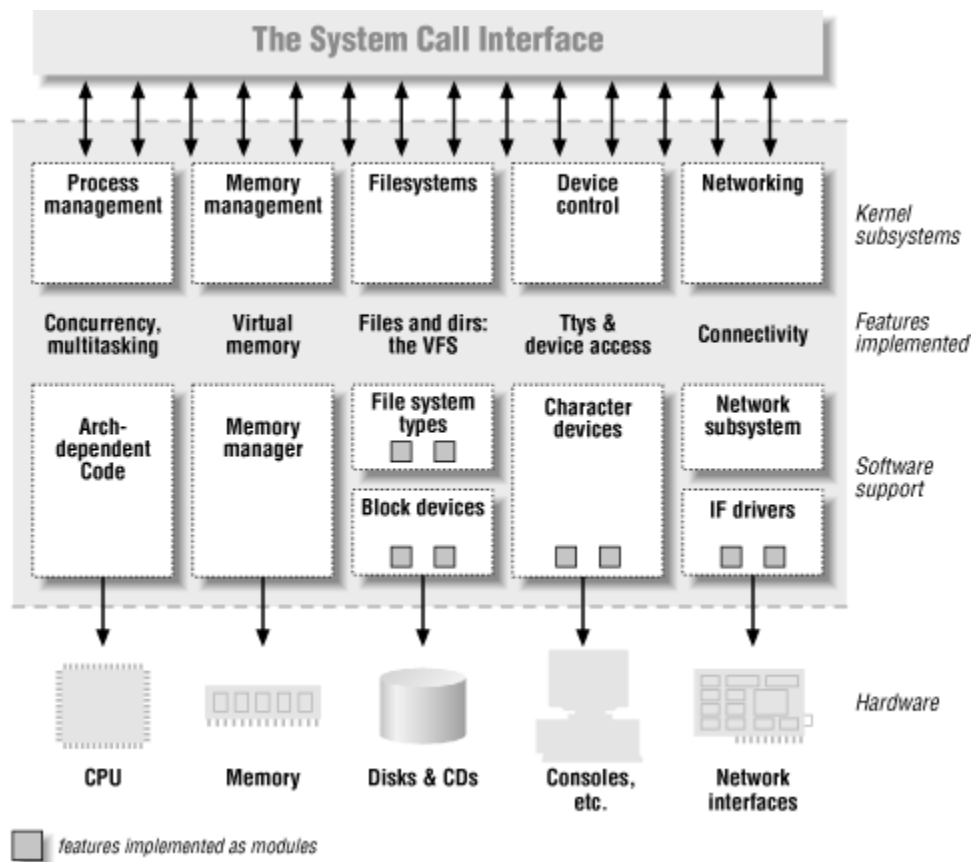 The System Call Interface
Process
management
Memory
management
Filesystems
Device
control
Networking
Kernel
subsystems
Concurrency,
multitasking
Virtual
memory
Files and dirs:
the VFS
Ttys &
device access
Connectivity
Features
implemented
Arch-
dependent
Code
Memory
manager
File system
types
Block devices
Character
devices
Network
subsystem
IF drivers
Software
support
Hardware
CPU
Memory
Disks & CDs
Consoles,
etc.
Network
interfaces
features implemented as modules